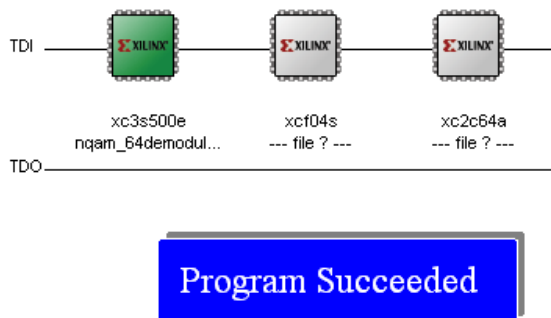 TDI
XILINX XILINX XILINX
xc3s500e xcf04s xc2c64a
nqam_64demodul... --- file ? --- --- file ? ---
TDO
Program Succeeded